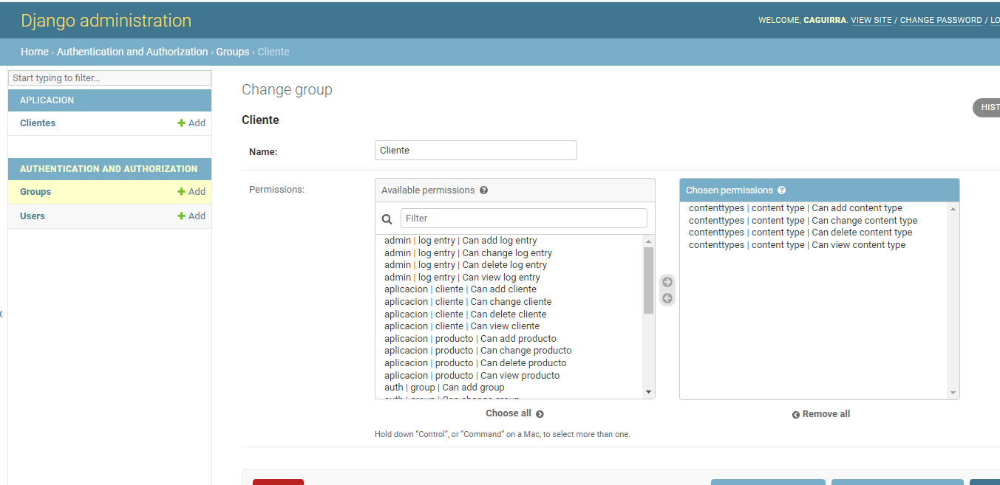 Django administration
WELCOME, CAGUIRRA. VIEW SITE / CHANGE PASSWORD /
Home › Authentication and Authorization › Groups › Cliente
Start typing to filter...
APLICACION
Clientes + Add
AUTHENTICATION AND AUTHORIZATION
Groups + Add
Users + Add
Change group
HIST
Cliente
Name: Cliente
Permissions:
Available permissions ?
Filter
admin | log entry | Can add log entry
admin | log entry | Can change log entry
admin | log entry | Can delete log entry
admin | log entry | Can view log entry
aplicacion | cliente | Can add cliente
aplicacion | cliente | Can change cliente
aplicacion | cliente | Can delete cliente
aplicacion | cliente | Can view cliente
aplicacion | producto | Can add producto
aplicacion | producto | Can change producto
aplicacion | producto | Can delete producto
aplicacion | producto | Can view producto
auth | group | Can add group
auth | group | Can change group
Choose all
Hold down “Control”, or “Command” on a Mac, to select more than one.
Chosen permissions ?
contenttypes | content type | Can add content type
contenttypes | content type | Can change content type
contenttypes | content type | Can delete content type
contenttypes | content type | Can view content type
Remove all